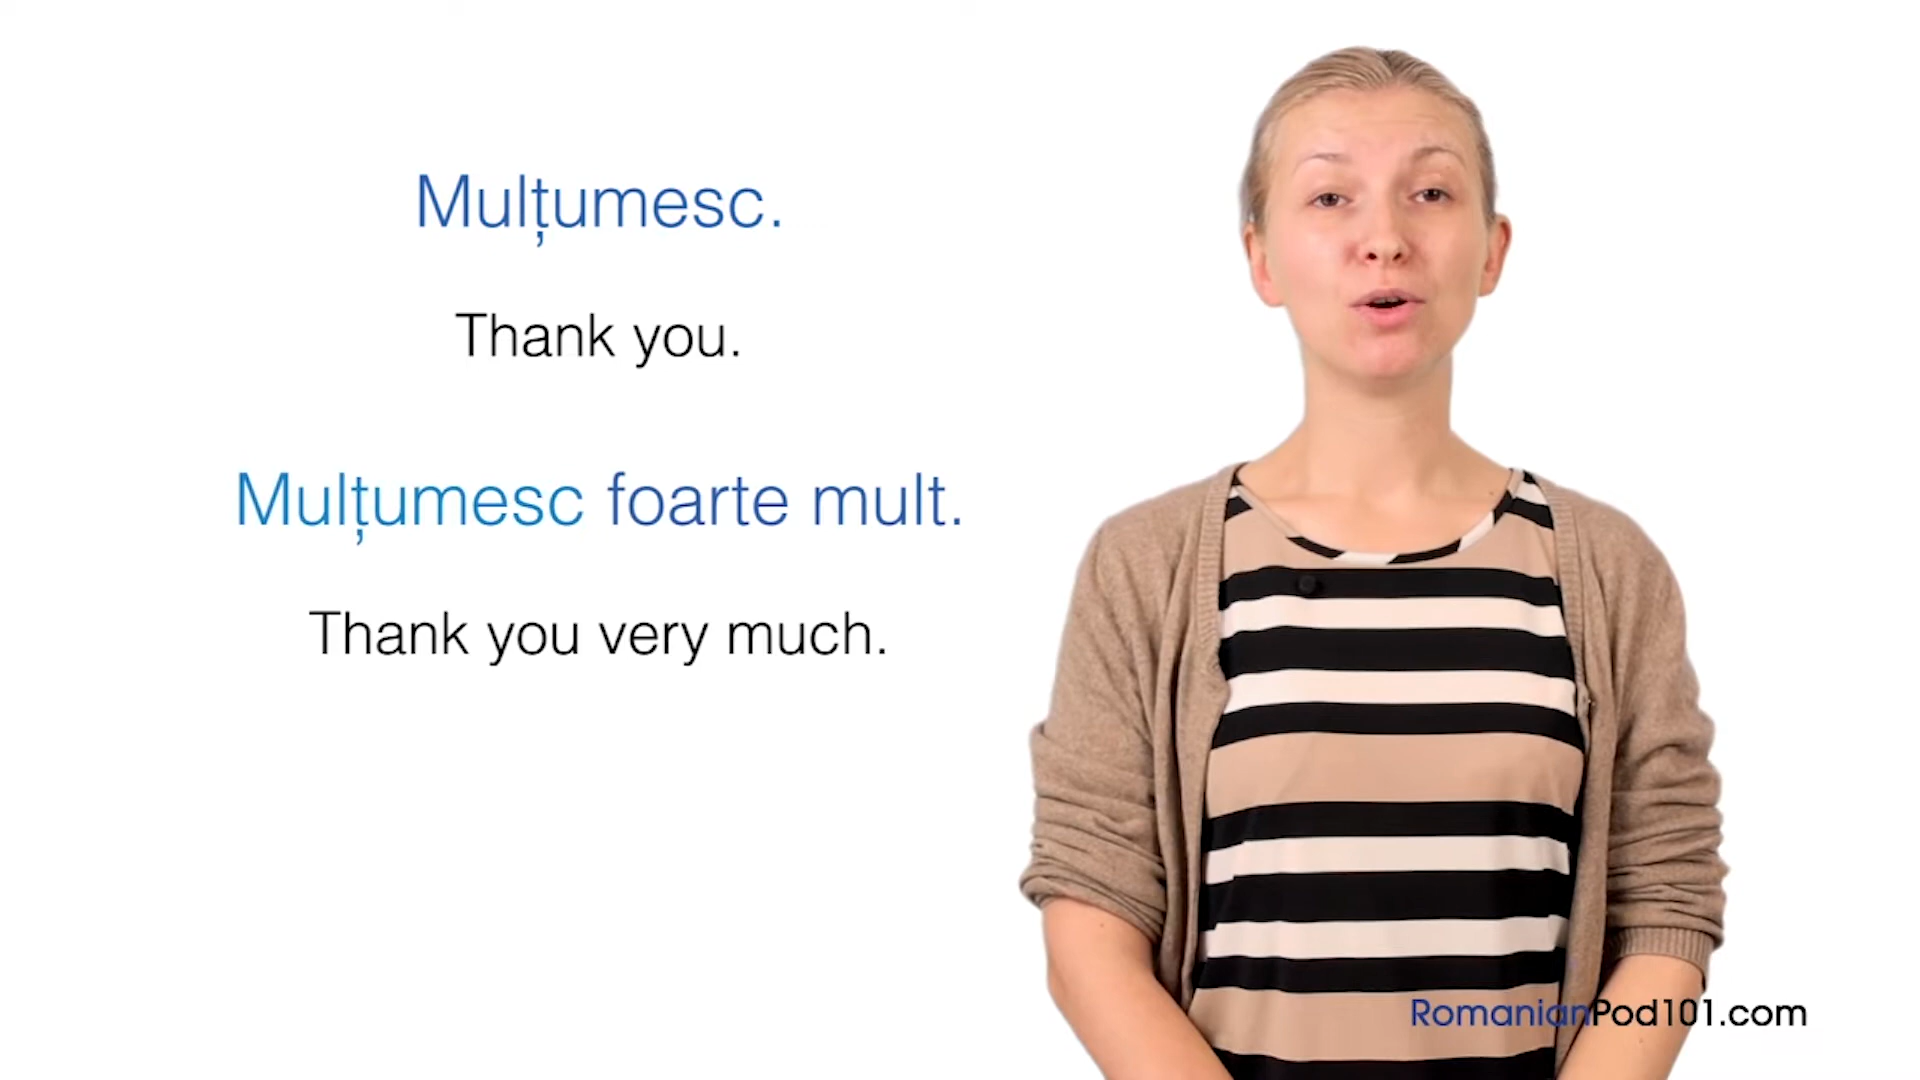 Mulțumesc.
Thank you.
Mulțumesc foarte mult.
Thank you very much.
RomanianPod101.com